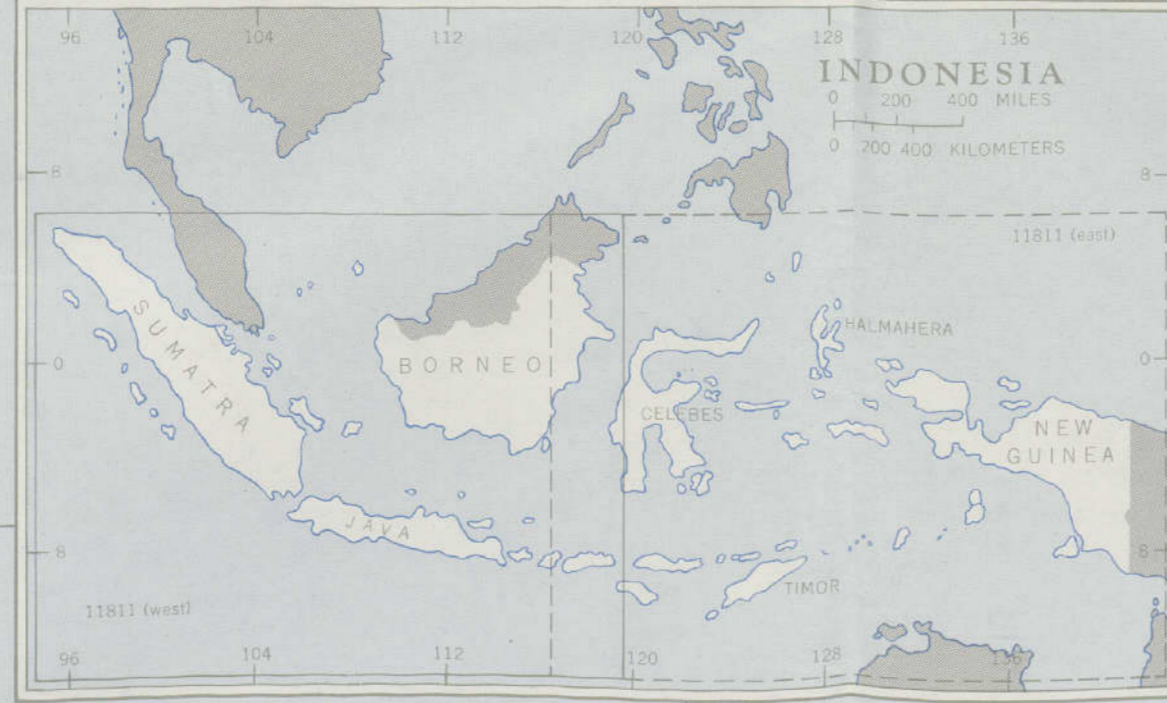 96 104 112 120 128 136
INDONESIA
0 200 400 MILES
0 200 400 KILOMETERS
8 8
11811 (east)
HALMAHERA
SUMATRA
BORNEO
0 0
CELEBES
NEW
GUINEA
JAVA
8 8
TIMOR
11811 (west)
96 104 112 120 128 136